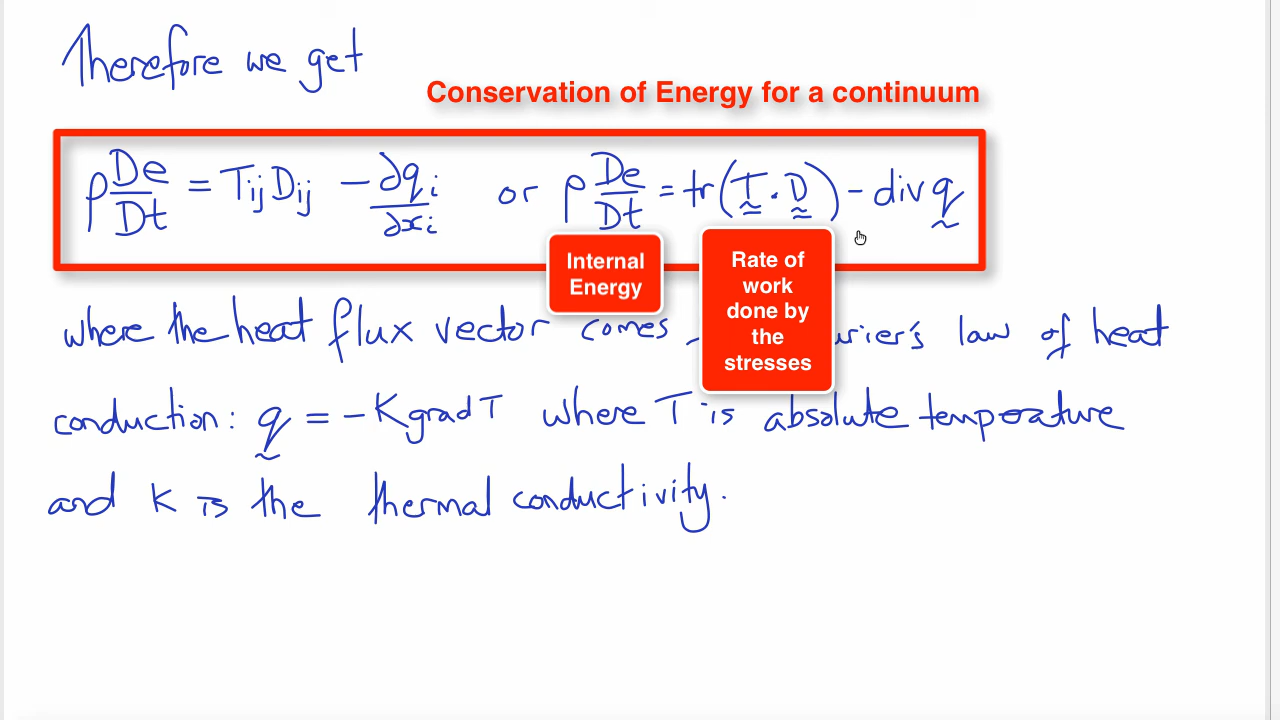 Therefore we get
Conservation of Energy for a continuum
ρ De/Dt = Tij Dij − ∂qi/∂xi or ρ De/Dt = tr(T · D) − div q
Internal
Energy
Rate of
work
done by
the
stresses
where the heat flux vector comes law of heat
conduction: q = −K grad T where T is absolute temperature
and K is the thermal conductivity.